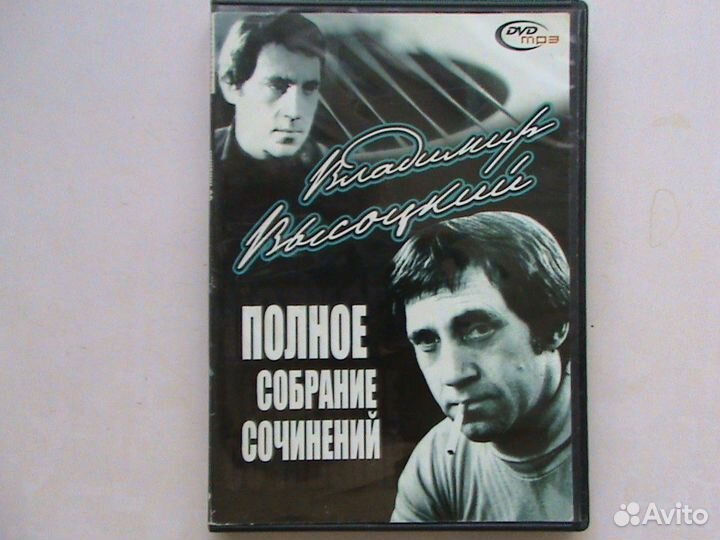 DVD
mp3
Владимир
Высоцкий
ПОЛНОЕ
СОБРАНИЕ
СОЧИНЕНИЙ
Avito